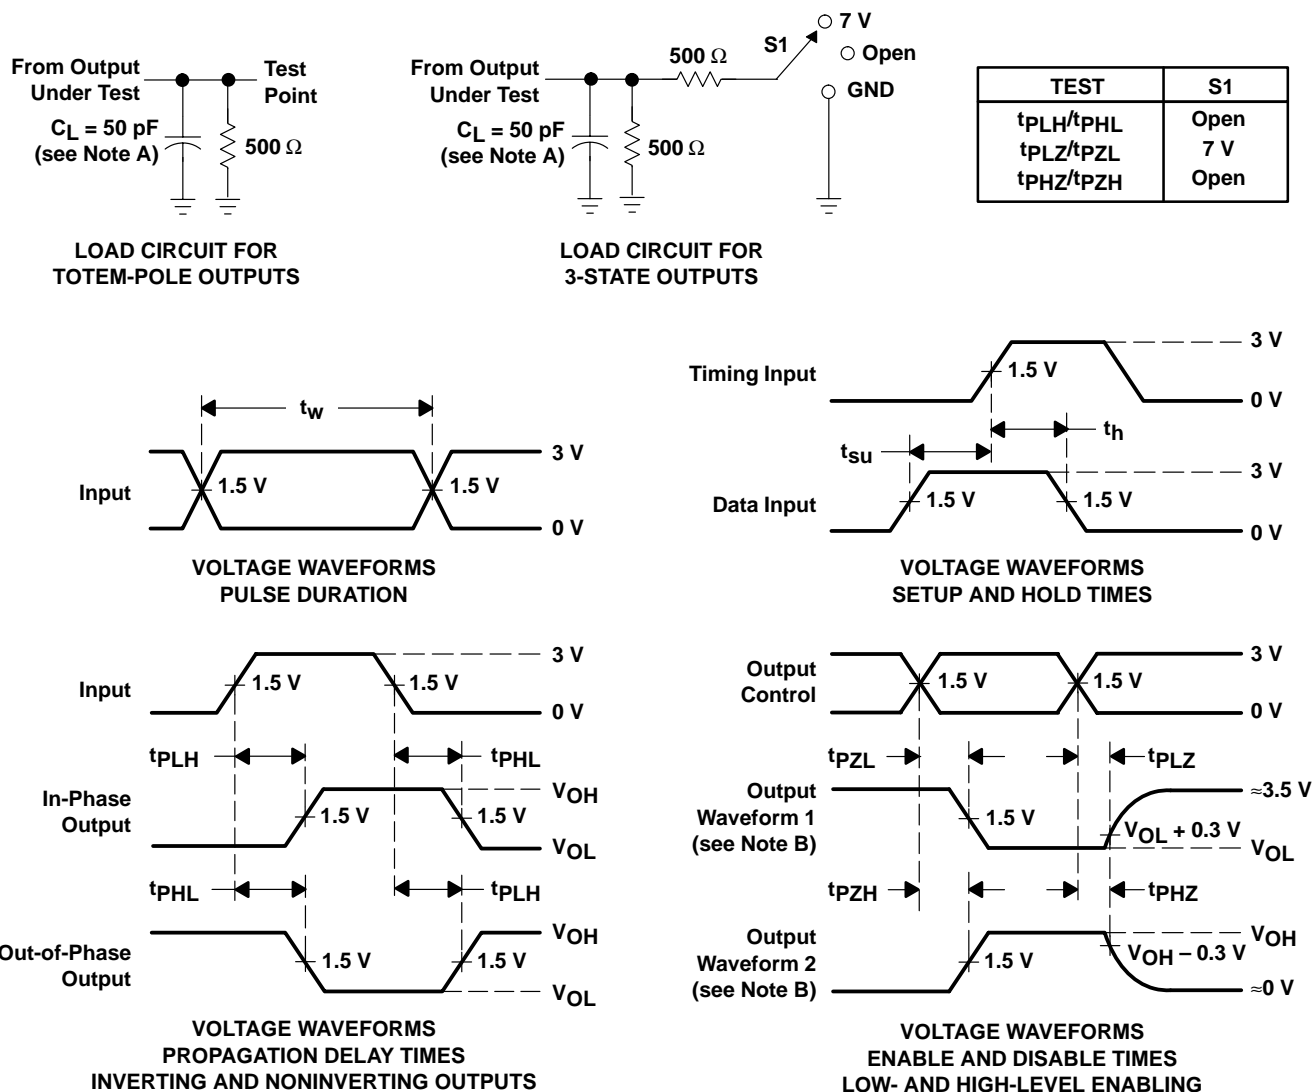 From Output
Under Test
Test
Point
CL = 50 pF
(see Note A)
500 Ω
LOAD CIRCUIT FOR
TOTEM-POLE OUTPUTS
From Output
Under Test
500 Ω
S1
7 V
Open
GND
CL = 50 pF
(see Note A)
500 Ω
LOAD CIRCUIT FOR
3-STATE OUTPUTS
TEST S1
tPLH/tPHL Open
tPLZ/tPZL 7 V
tPHZ/tPZH Open
tw
Input
1.5 V
1.5 V
3 V
0 V
VOLTAGE WAVEFORMS
PULSE DURATION
Timing Input
1.5 V
3 V
0 V
tsu
th
Data Input
1.5 V
1.5 V
3 V
0 V
VOLTAGE WAVEFORMS
SETUP AND HOLD TIMES
Input
1.5 V
1.5 V
3 V
0 V
tPLH
tPHL
In-Phase
Output
1.5 V
1.5 V
VOH
VOL
tPHL
tPLH
Out-of-Phase
Output
1.5 V
1.5 V
VOH
VOL
VOLTAGE WAVEFORMS
PROPAGATION DELAY TIMES
INVERTING AND NONINVERTING OUTPUTS
Output
Control
1.5 V
1.5 V
3 V
0 V
tPZL
tPLZ
Output
Waveform 1
(see Note B)
1.5 V
VOL + 0.3 V
≈3.5 V
VOL
tPZH
tPHZ
Output
Waveform 2
(see Note B)
1.5 V
VOH – 0.3 V
VOH
≈0 V
VOLTAGE WAVEFORMS
ENABLE AND DISABLE TIMES
LOW- AND HIGH-LEVEL ENABLING